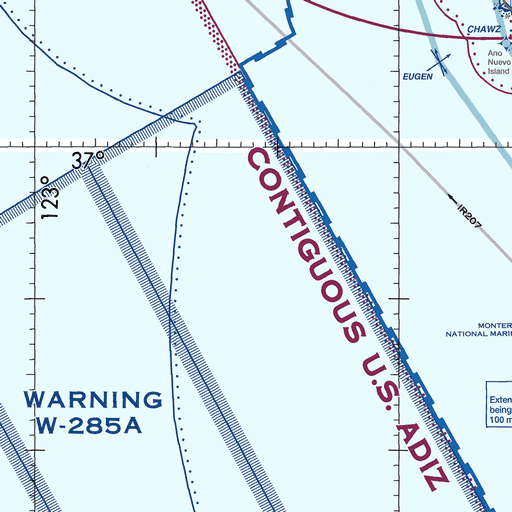 CHAWZ
Ano
Nuevo
Island
EUGEN
37°
123°
CONTIGUOUS U.S. ADIZ
IR207
MONTER
NATIONAL MARI
WARNING
W-285A
Exten
being
100 m